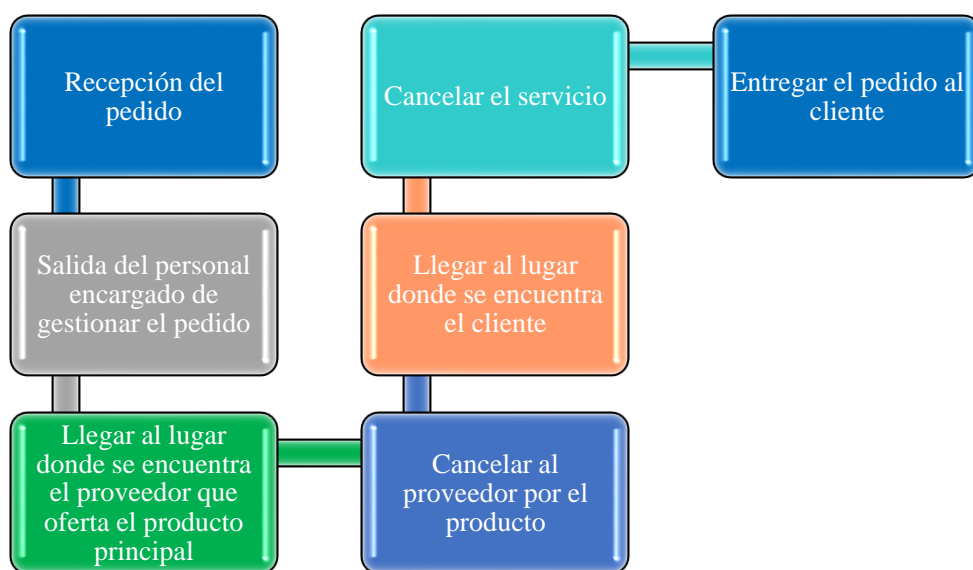 Recepción del
pedido
Salida del personal
encargado de
gestionar el pedido
Llegar al lugar
donde se encuentra
el proveedor que
oferta el producto
principal
Cancelar al
proveedor por el
producto
Llegar al lugar
donde se encuentra
el cliente
Cancelar el servicio
Entregar el pedido al
cliente